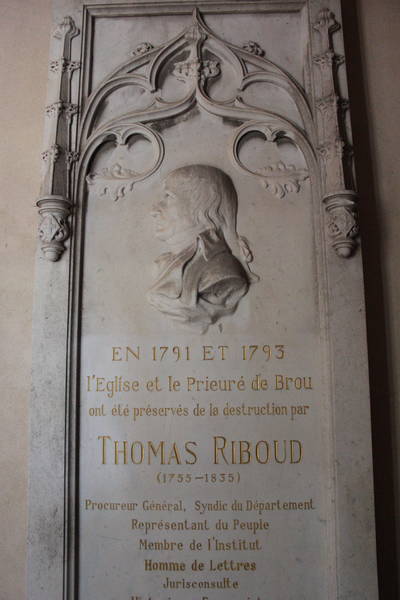 EN 1791 ET 1793
l'Eglise et le Prieuré de Brou
ont été préservés de la destruction par
THOMAS RIBOUD
(1755-1835)
Procureur Général, Syndic du Département
Représentant du Peuple
Membre de l'Institut
Homme de Lettres
Jurisconsulte